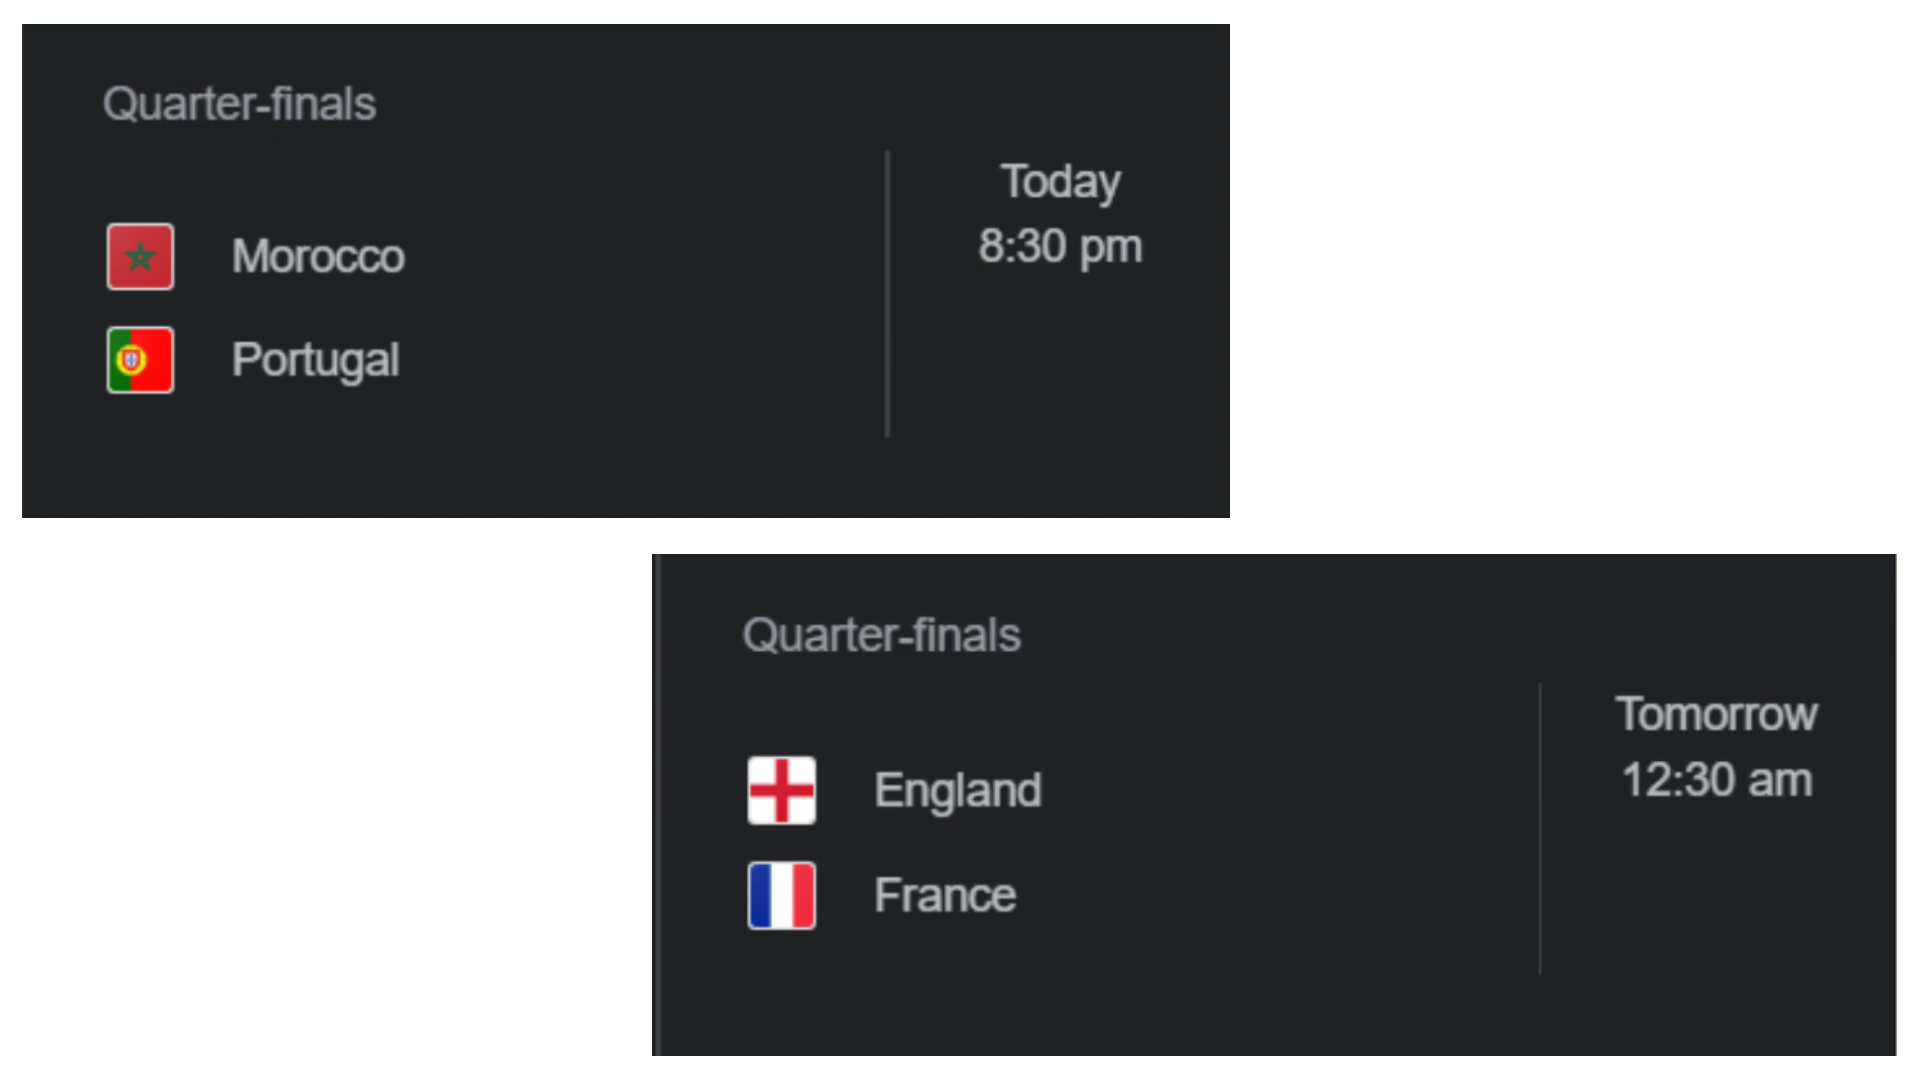 Quarter-finals
Morocco
Portugal
Today
8:30 pm
Quarter-finals
England
France
Tomorrow
12:30 am